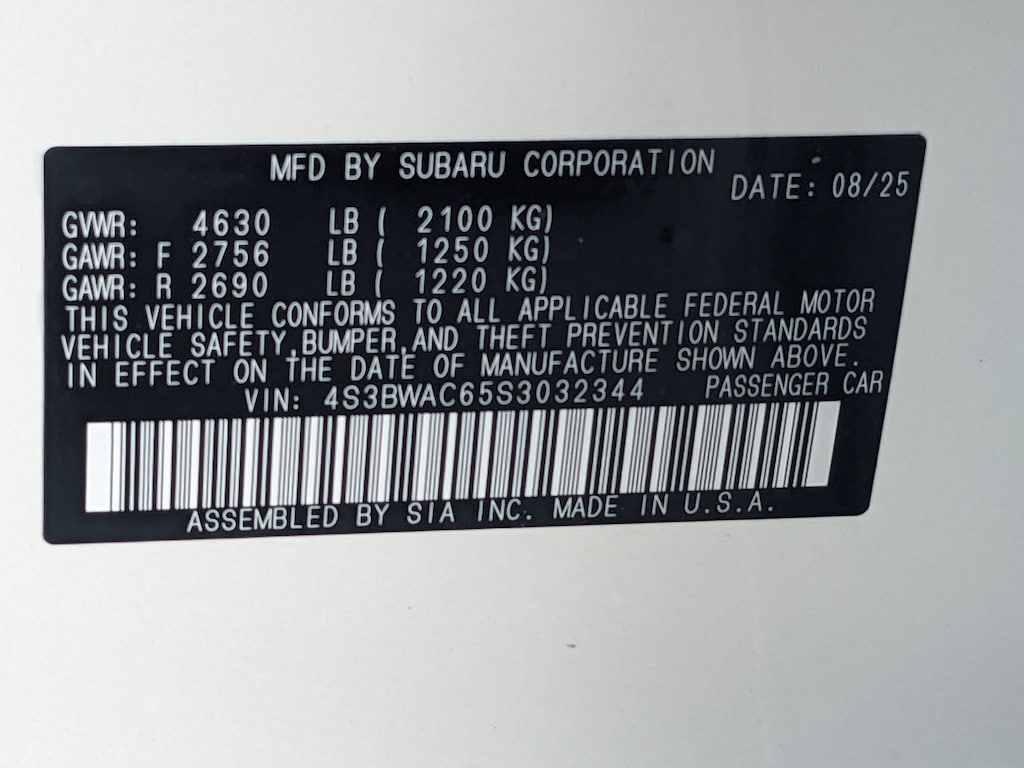 MFD BY SUBARU CORPORATION
DATE: 08/25
GVWR: 4630 LB ( 2100 KG)
GAWR: F 2756 LB ( 1250 KG)
GAWR: R 2690 LB ( 1220 KG)
THIS VEHICLE CONFORMS TO ALL APPLICABLE FEDERAL MOTOR
VEHICLE SAFETY,BUMPER,AND THEFT PREVENTION STANDARDS
IN EFFECT ON THE DATE OF MANUFACTURE SHOWN ABOVE.
VIN: 4S3BWAC65S3032344 PASSENGER CAR
ASSEMBLED BY SIA INC. MADE IN U.S.A.